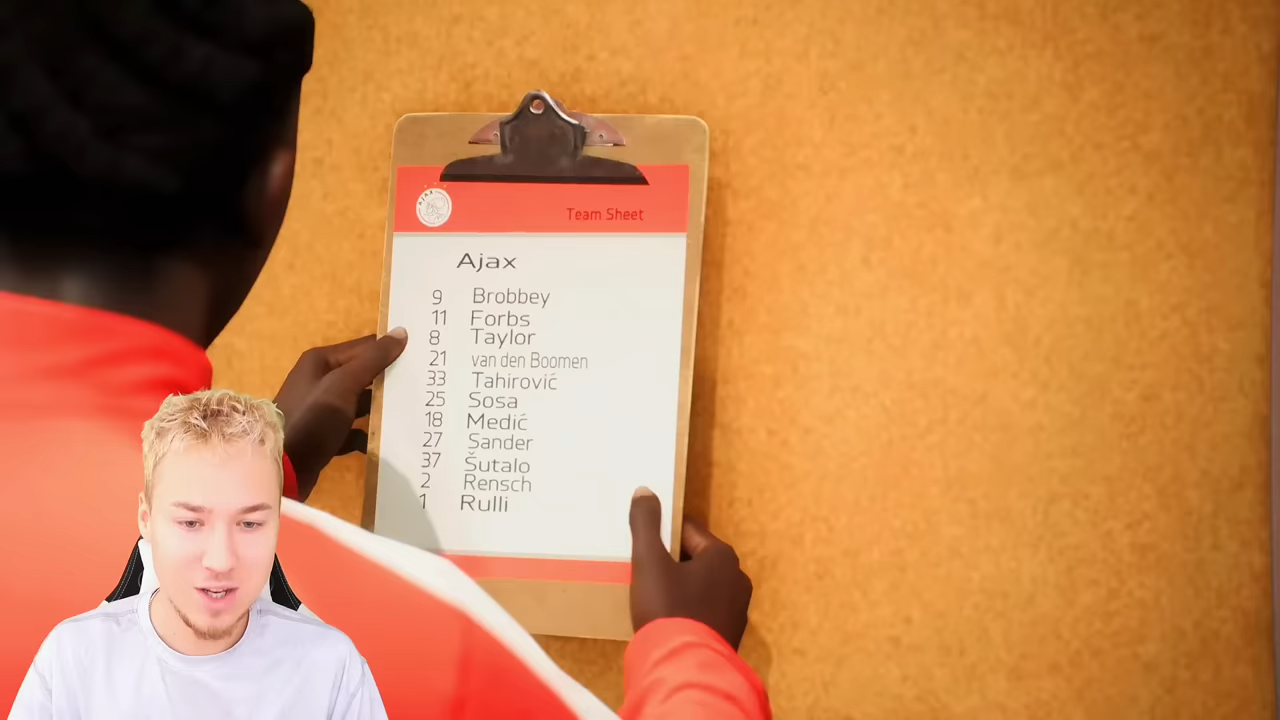 AJAX
Team Sheet
Ajax
9 Brobbey
11 Forbs
8 Taylor
21 van den Boomen
33 Tahirović
25 Sosa
18 Medić
27 Sander
37 Šutalo
2 Rensch
1 Rulli